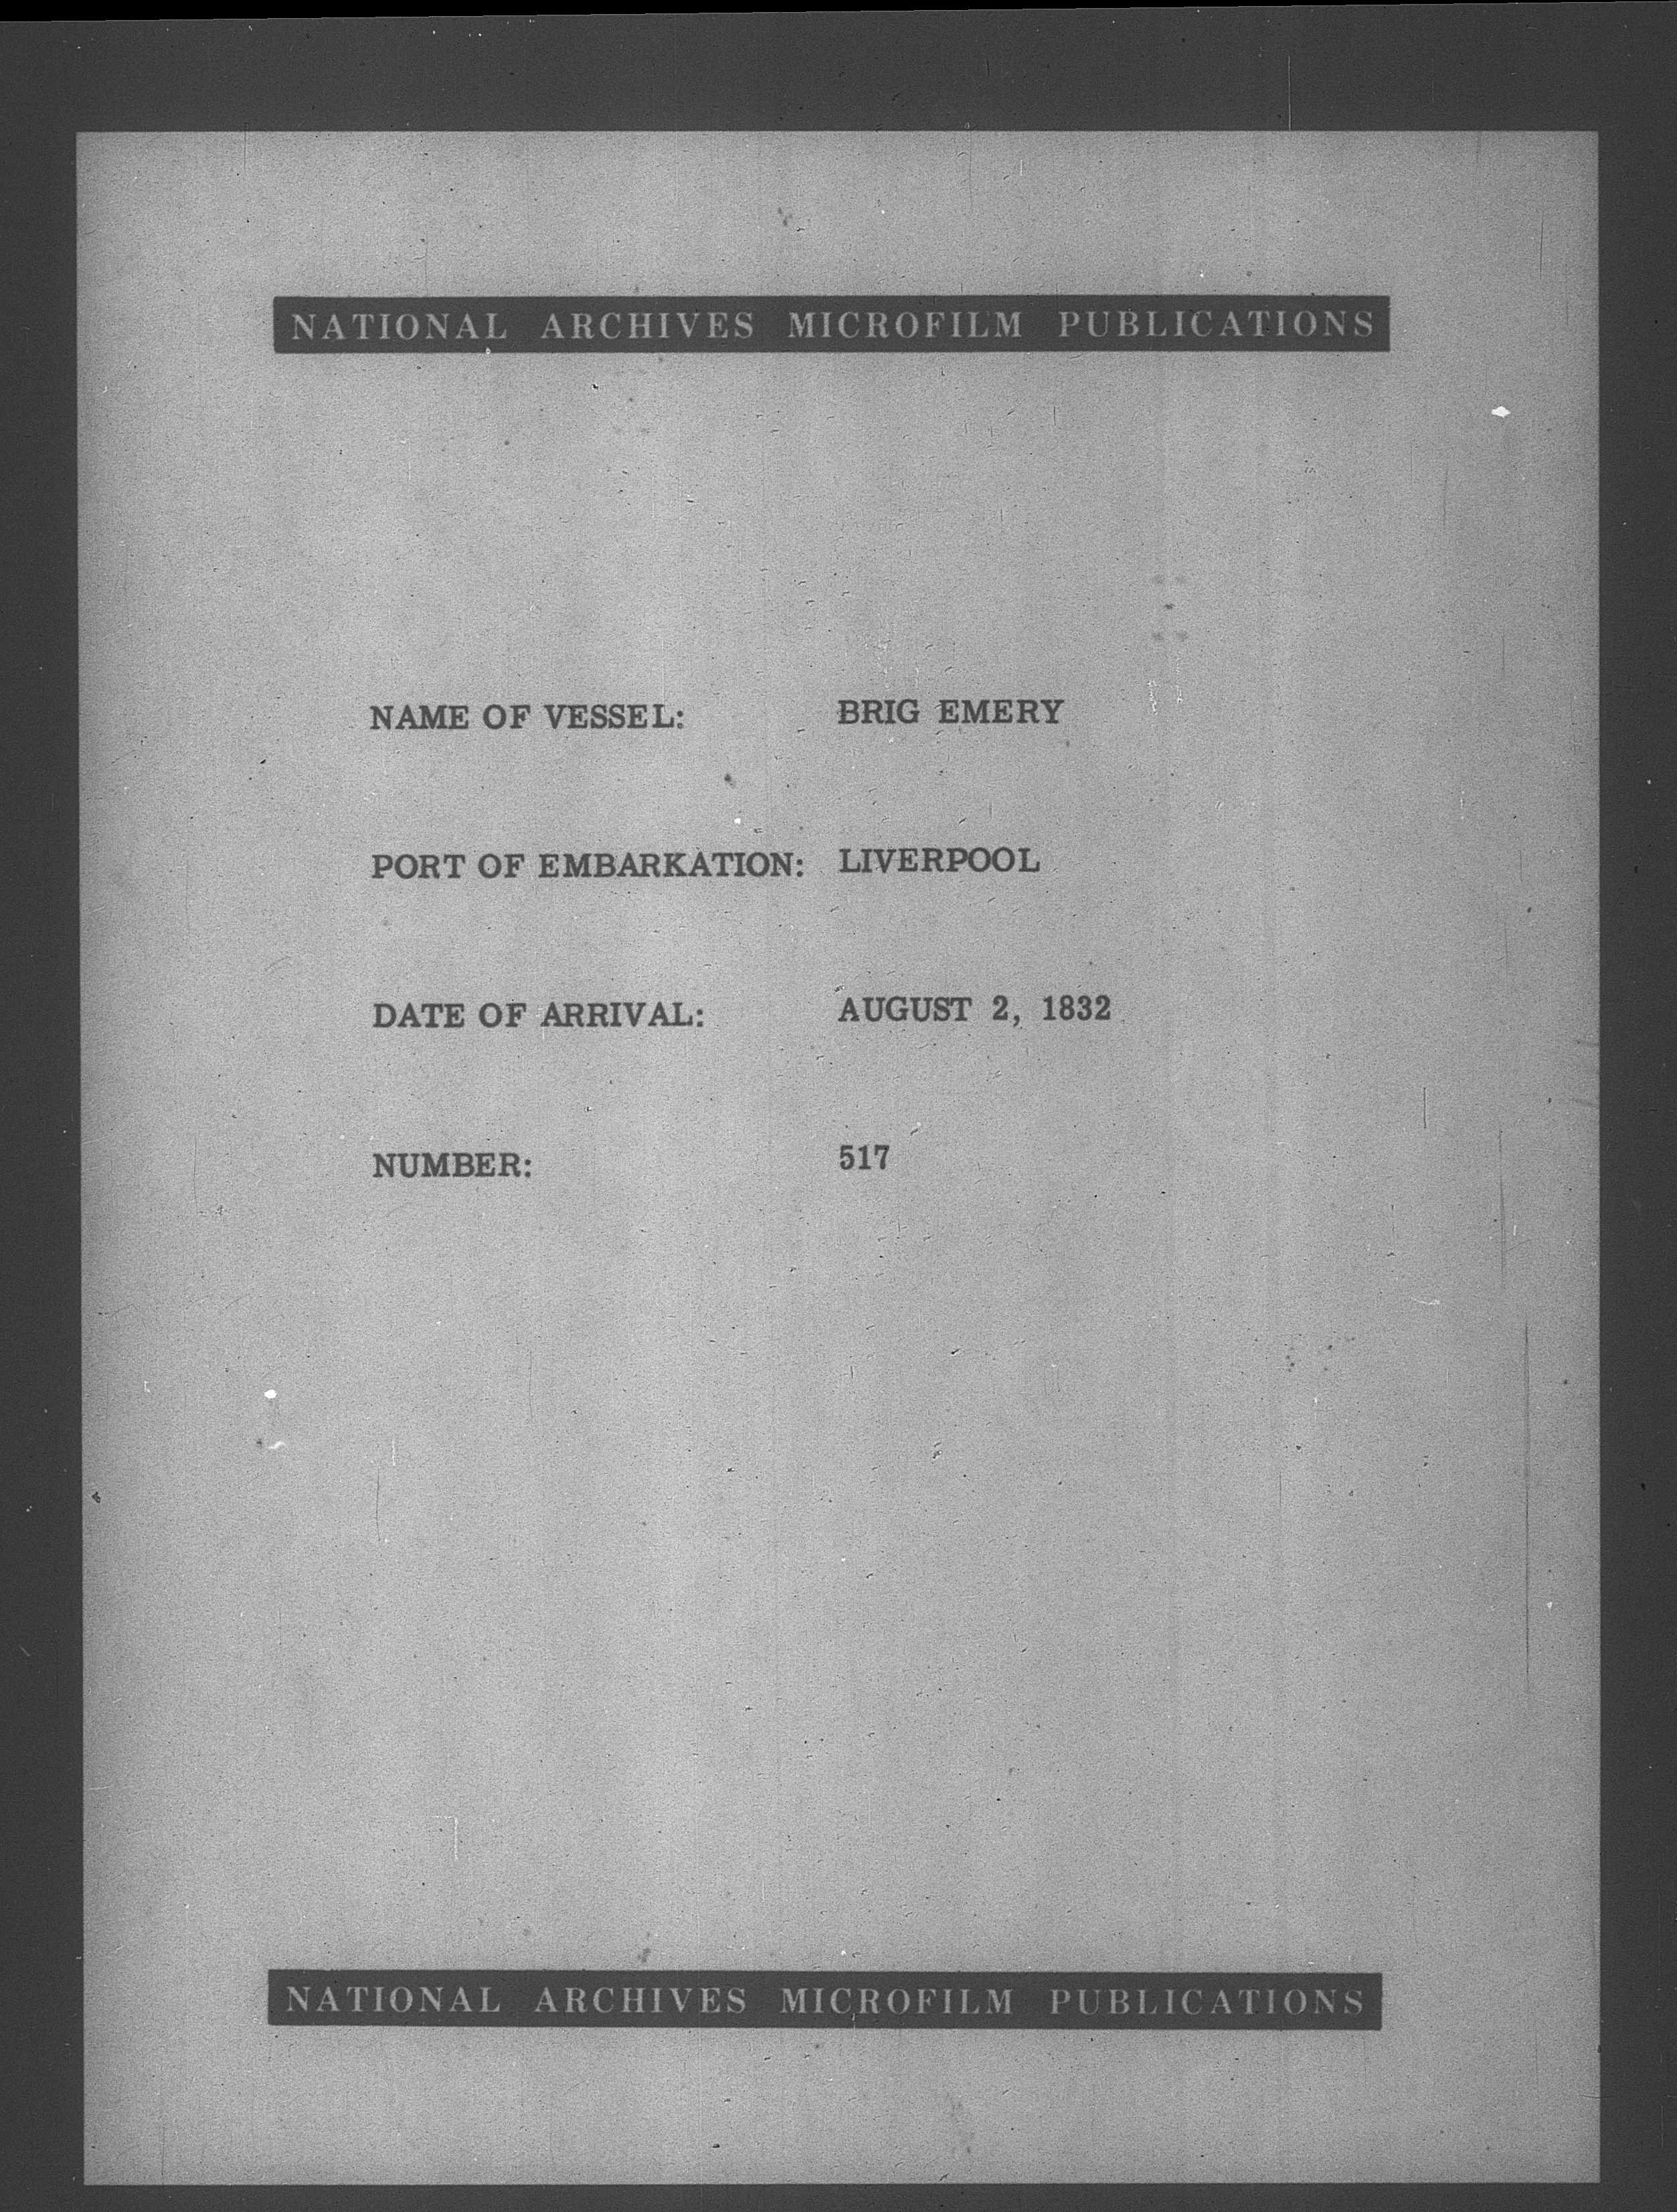 NATIONAL ARCHIVES MICROFILM PUBLICATIONS
NAME OF VESSEL: BRIG EMERY
PORT OF EMBARKATION: LIVERPOOL
DATE OF ARRIVAL: AUGUST 2, 1832
NUMBER: 517
NATIONAL ARCHIVES MICROFILM PUBLICATIONS